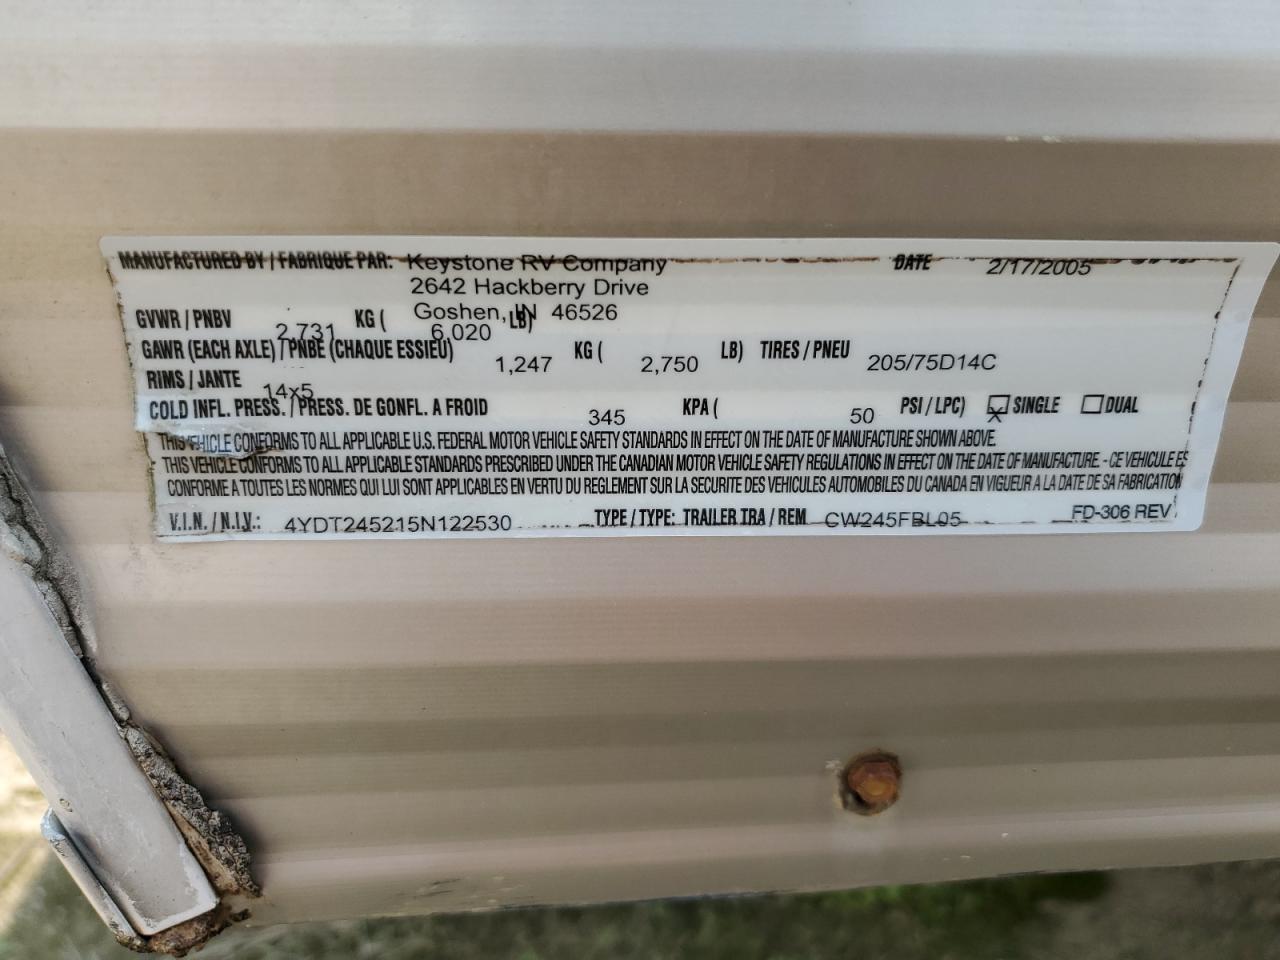 MANUFACTURED BY / FABRIQUE PAR: Keystone RV Company DATE 2/17/2005
2642 Hackberry Drive
Goshen, IN 46526
GVWR / PNBV 2,731 KG ( 6,020 LB)
GAWR (EACH AXLE) / PNBE (CHAQUE ESSIEU) 1,247 KG ( 2,750 LB) TIRES / PNEU 205/75D14C
RIMS / JANTE 14x5
COLD INFL. PRESS. / PRESS. DE GONFL. A FROID 345 KPA ( 50 PSI / LPC) ☐ X SINGLE ☐ DUAL
THIS VEHICLE CONFORMS TO ALL APPLICABLE U.S. FEDERAL MOTOR VEHICLE SAFETY STANDARDS IN EFFECT ON THE DATE OF MANUFACTURE SHOWN ABOVE.
THIS VEHICLE CONFORMS TO ALL APPLICABLE STANDARDS PRESCRIBED UNDER THE CANADIAN MOTOR VEHICLE SAFETY REGULATIONS IN EFFECT ON THE DATE OF MANUFACTURE. - CE VEHICULE ES
CONFORME A TOUTES LES NORMES QUI LUI SONT APPLICABLES EN VERTU DU REGLEMENT SUR LA SECURITE DES VEHICULES AUTOMOBILES DU CANADA EN VIGUEUR A LA DATE DE SA FABRICATION
V.I.N. / N.I.V.: 4YDT245215N122530 TYPE / TYPE: TRAILER TRA / REM CW245FBL05 FD-306 REV